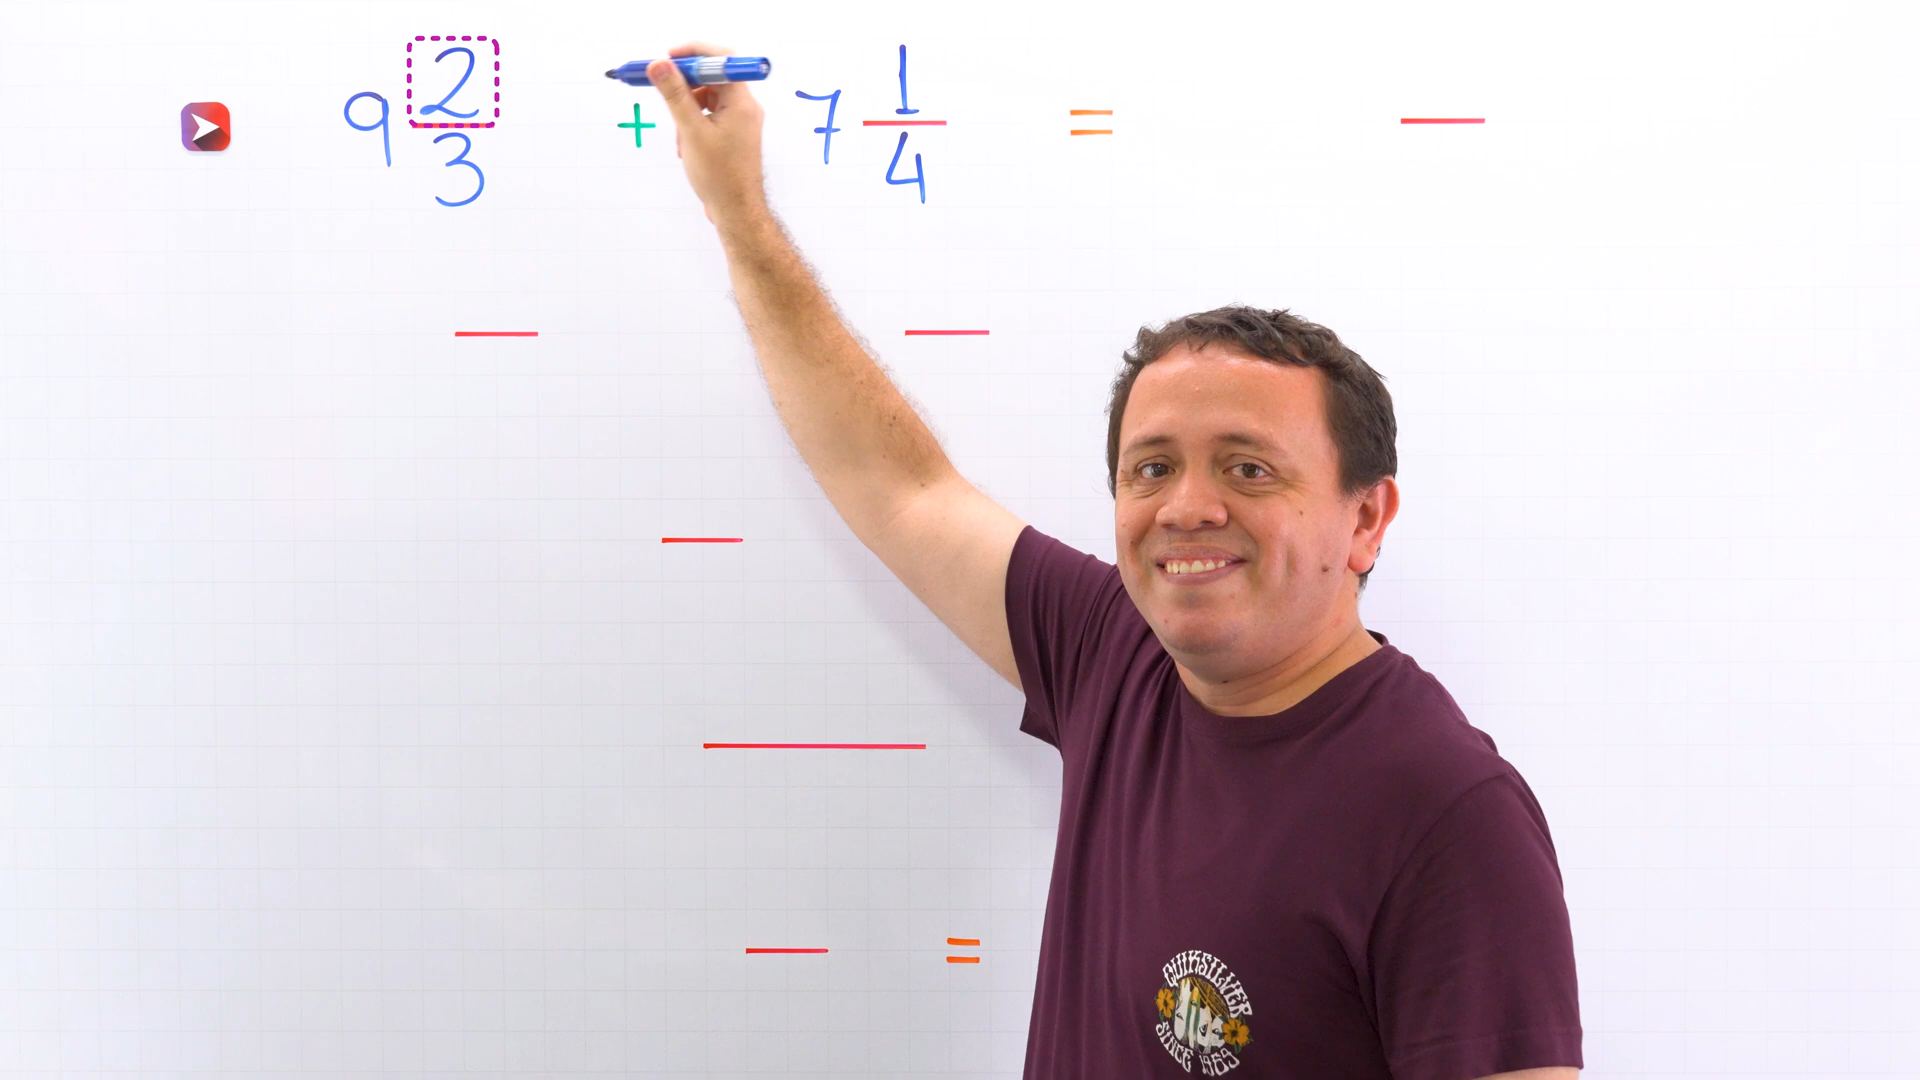 9 2/3 + 7 1/4 =
=
QUIKSILVER
SINCE 1969